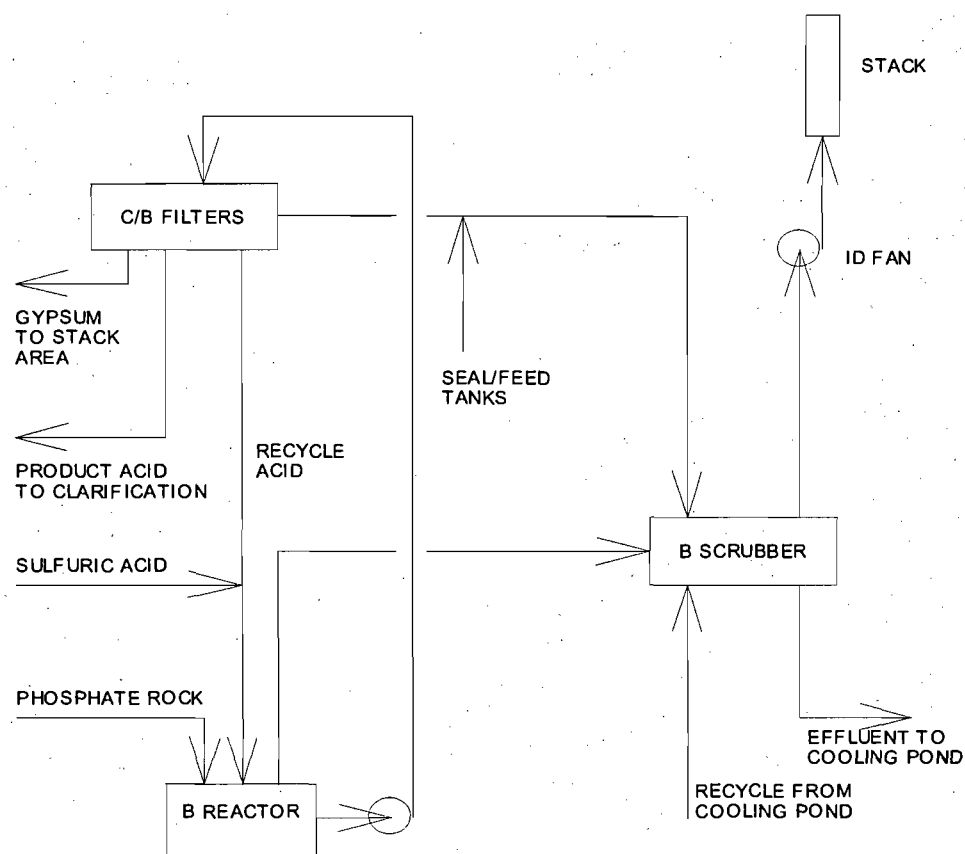 STACK
C/B FILTERS
ID FAN
GYPSUM
TO STACK
AREA
SEAL/FEED
TANKS
RECYCLE
ACID
PRODUCT ACID
TO CLARIFICATION
SULFURIC ACID
B SCRUBBER
PHOSPHATE ROCK
EFFLUENT TO
COOLING POND
RECYCLE FROM
COOLING POND
B REACTOR